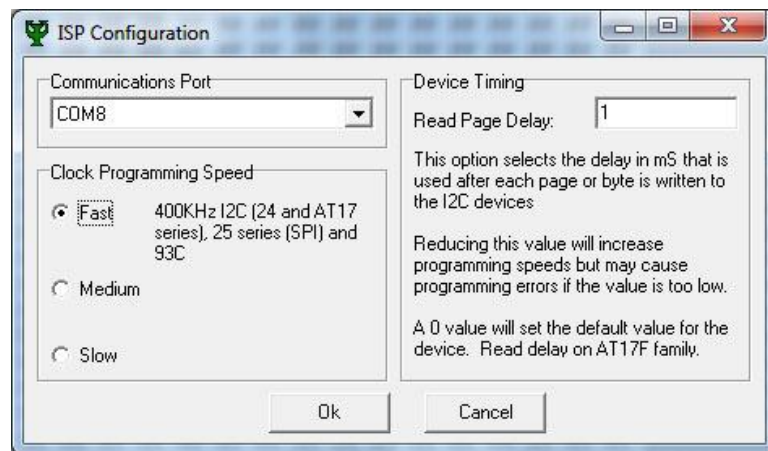 ISP Configuration
Communications Port
COM8
Clock Programming Speed
Fast
400KHz I2C (24 and AT17
series), 25 series (SPI) and
93C
Medium
Slow
Device Timing
Read Page Delay:
1
This option selects the delay in mS that is
used after each page or byte is written to
the I2C devices
Reducing this value will increase
programming speeds but may cause
programming errors if the value is too low.
A 0 value will set the default value for the
device. Read delay on AT17F family.
Ok
Cancel